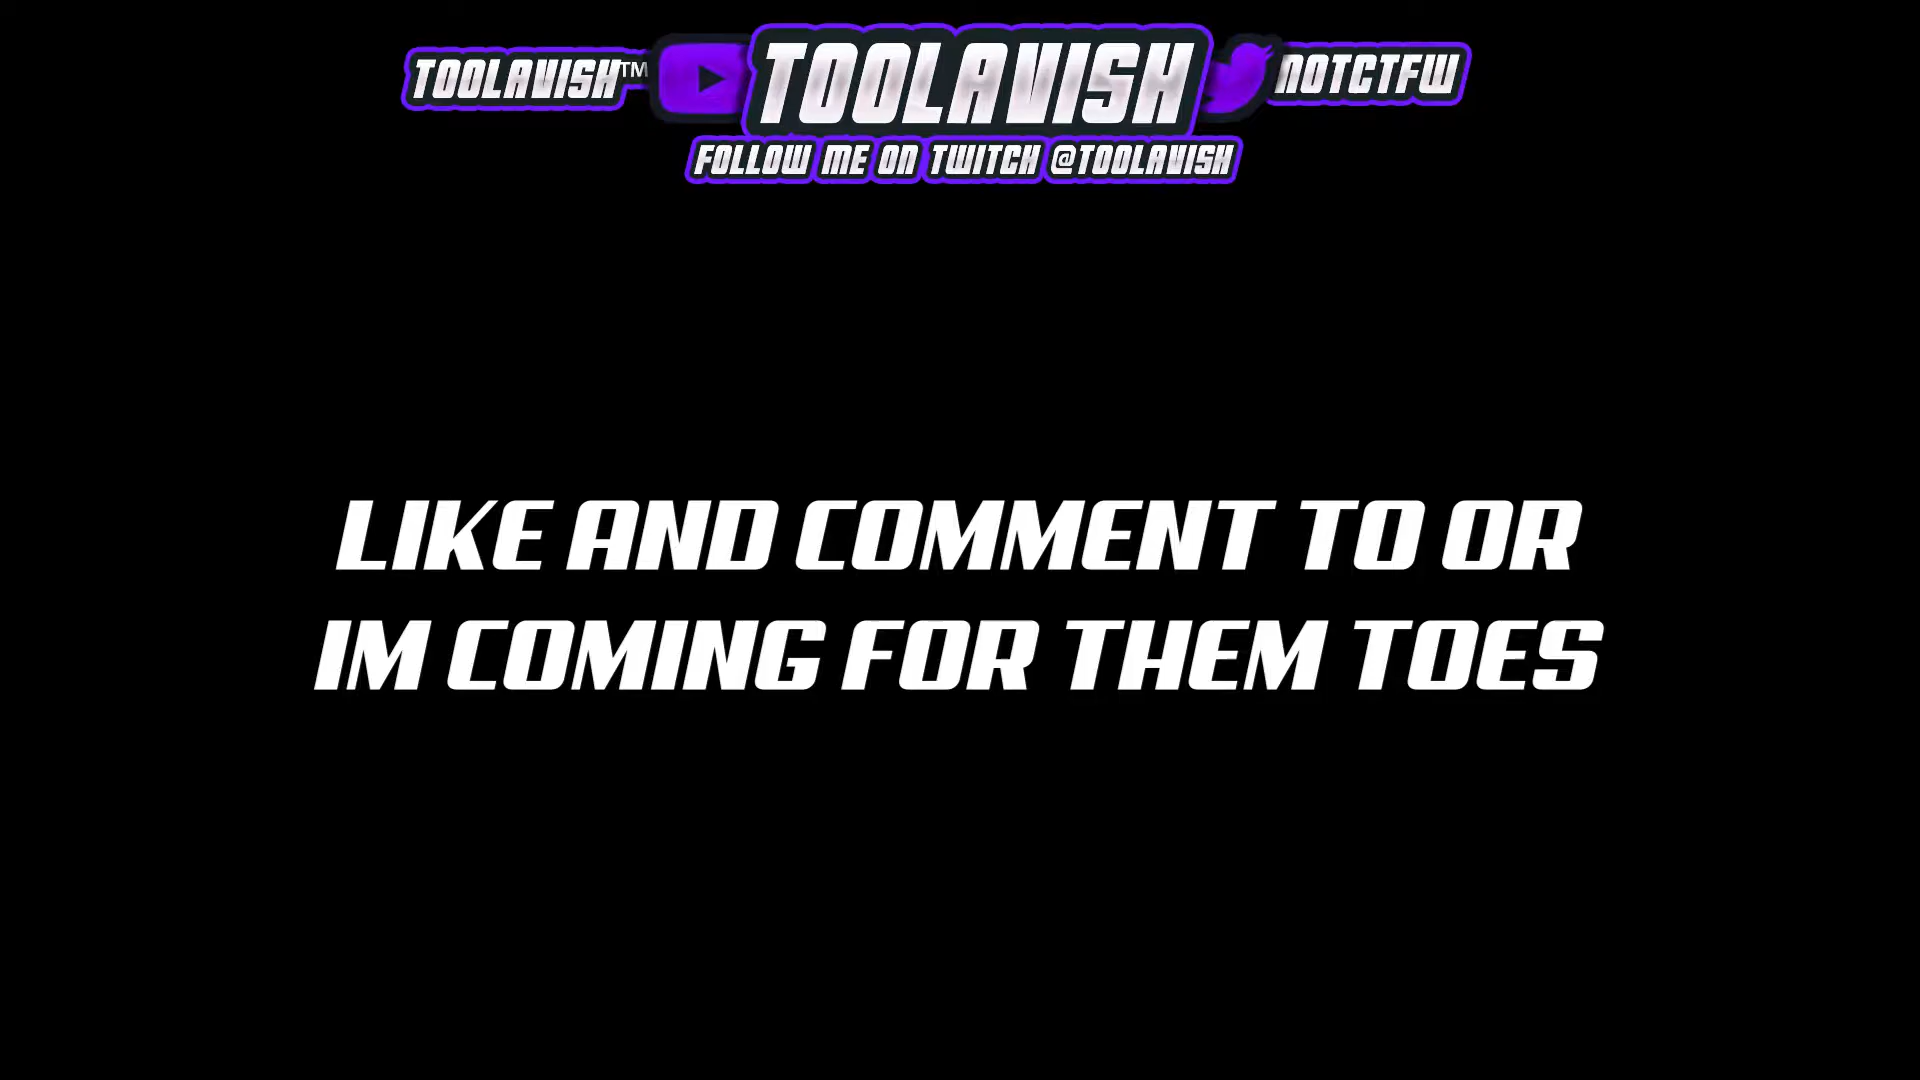 TOOLAVISH™ TOOLAVISH NOTCTFW
FOLLOW ME ON TWITCH @TOOLAVISH
LIKE AND COMMENT TO OR
IM COMING FOR THEM TOES